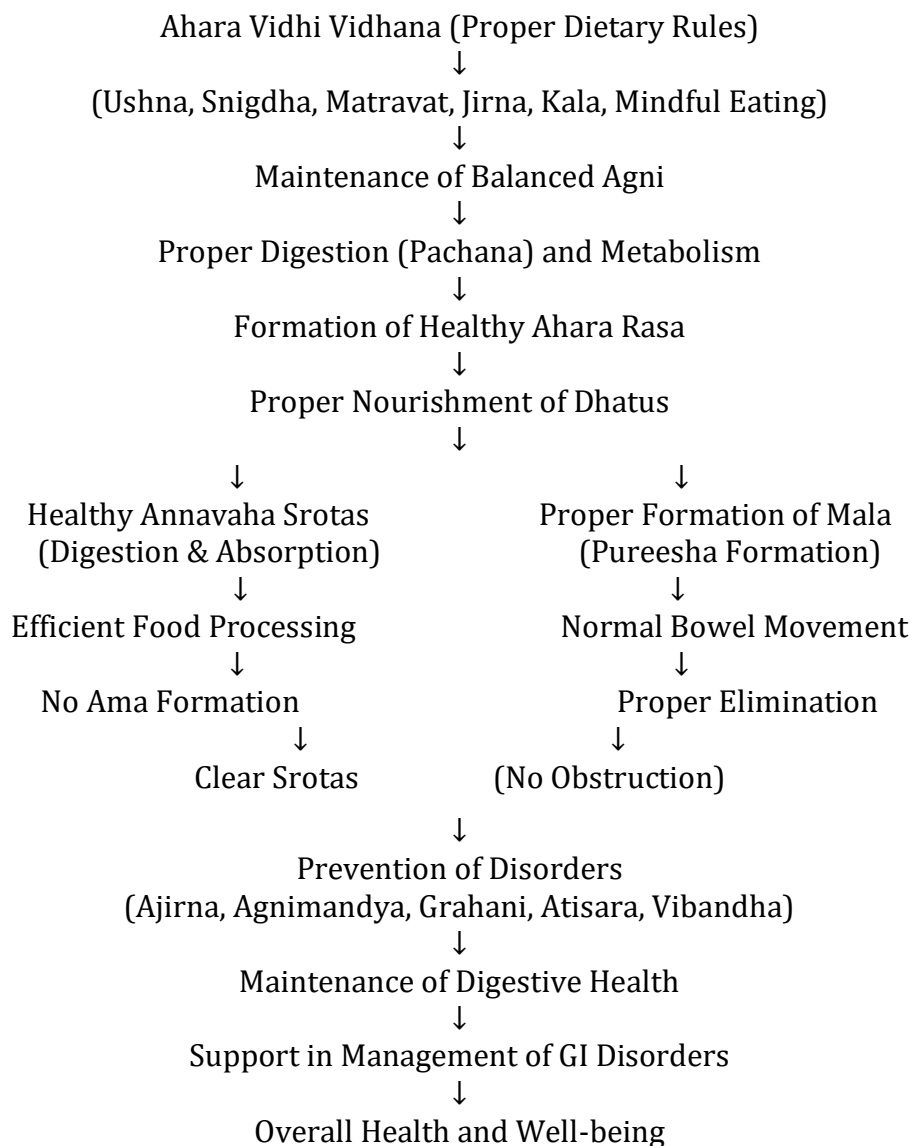 Ahara Vidhi Vidhana (Proper Dietary Rules)
↓
(Ushna, Snigdha, Matravat, Jirna, Kala, Mindful Eating)
↓
Maintenance of Balanced Agni
↓
Proper Digestion (Pachana) and Metabolism
↓
Formation of Healthy Ahara Rasa
↓
Proper Nourishment of Dhatus
↓
↓ ↓
Healthy Annavaha Srotas Proper Formation of Mala
(Digestion & Absorption) (Pureesha Formation)
↓ ↓
Efficient Food Processing Normal Bowel Movement
↓ ↓
No Ama Formation Proper Elimination
↓ ↓
Clear Srotas (No Obstruction)
↓
Prevention of Disorders
(Ajirna, Agnimandya, Grahani, Atisara, Vibandha)
↓
Maintenance of Digestive Health
↓
Support in Management of GI Disorders
↓
Overall Health and Well-being